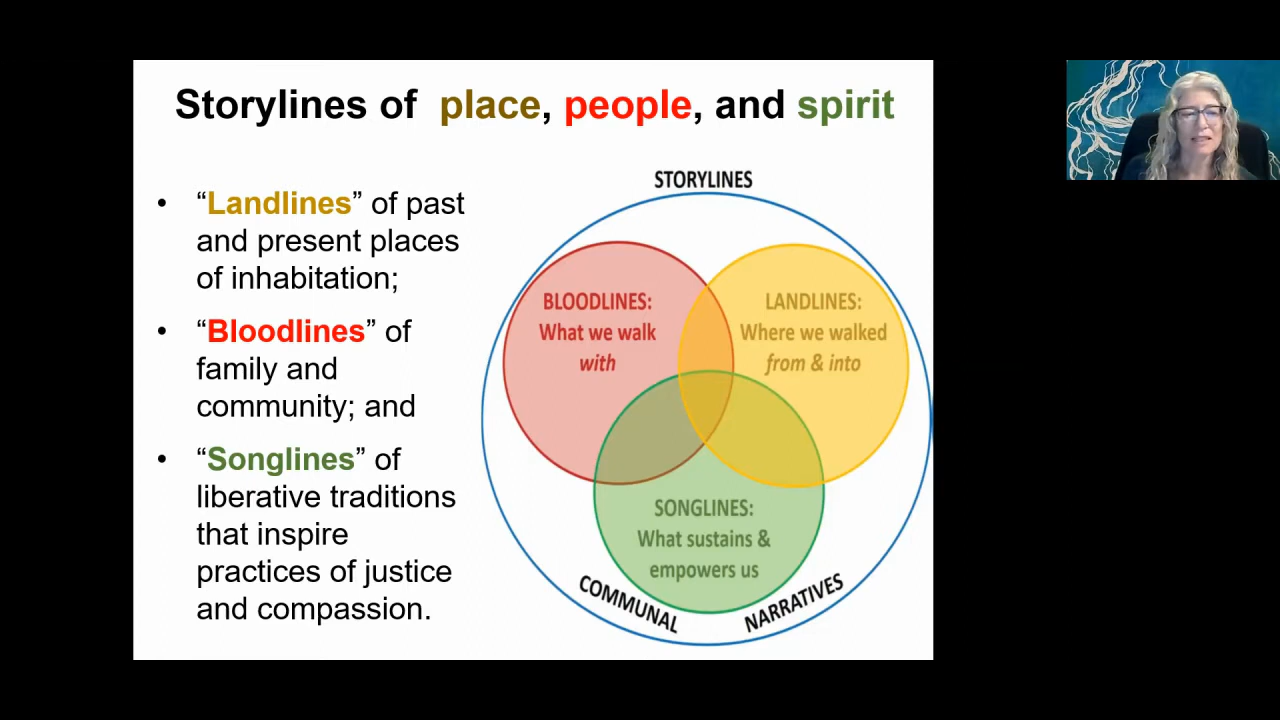 Storylines of place, people, and spirit
• “Landlines” of past
and present places
of inhabitation;
• “Bloodlines” of
family and
community; and
• “Songlines” of
liberative traditions
that inspire
practices of justice
and compassion.
STORYLINES
BLOODLINES:
What we walk
with
LANDLINES:
Where we walked
from & into
SONGLINES:
What sustains &
empowers us
COMMUNAL NARRATIVES